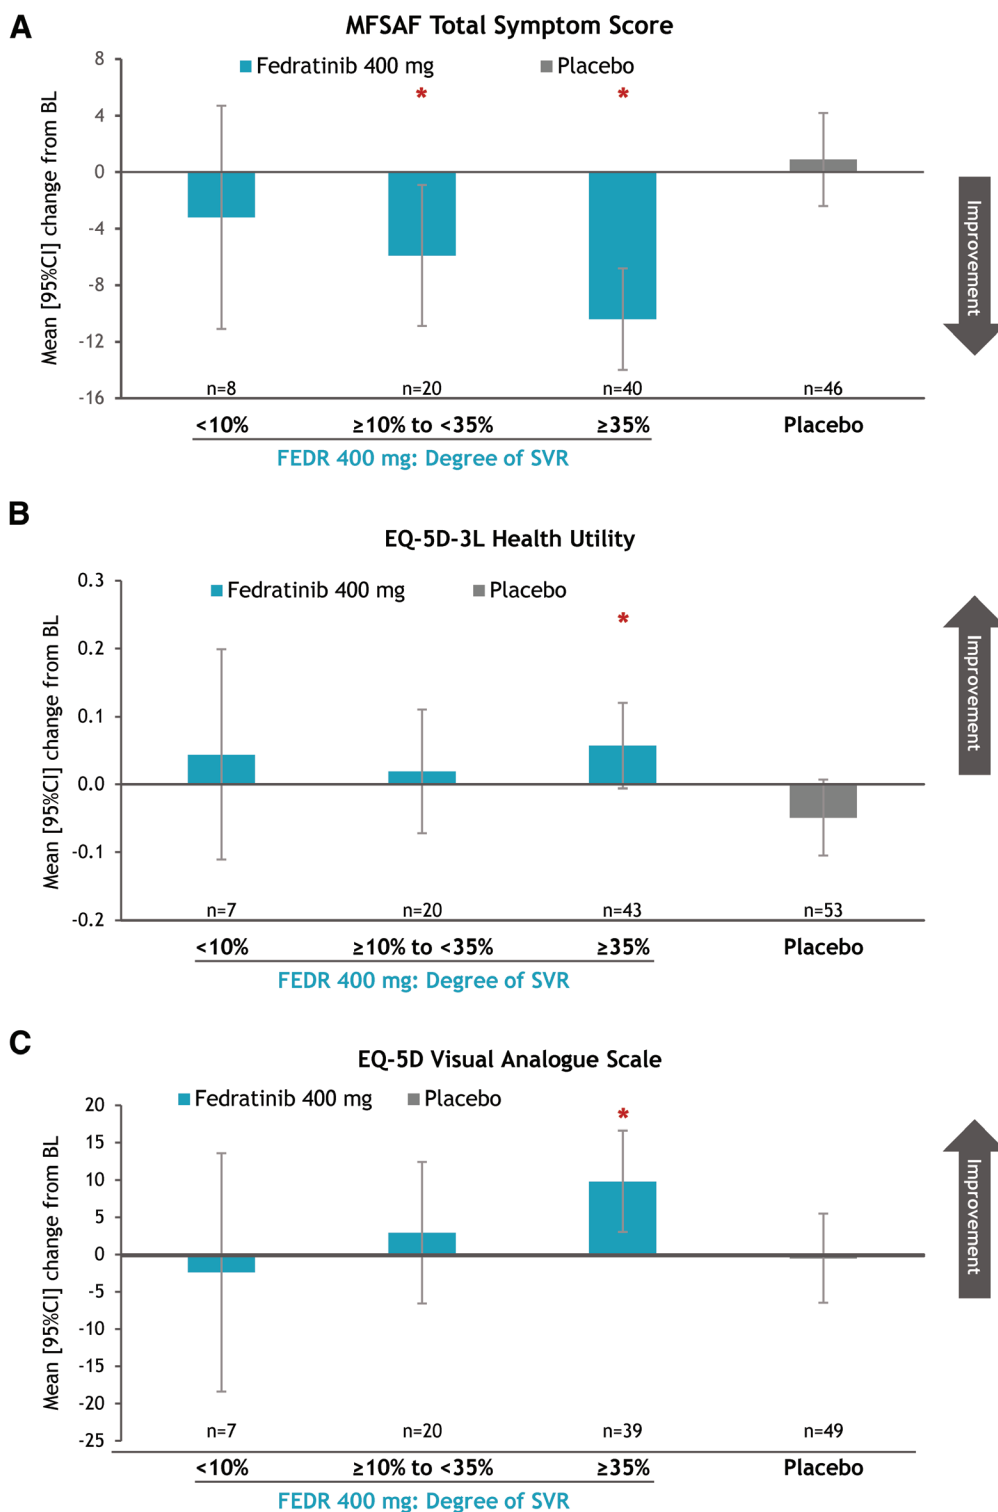 A
MFSAF Total Symptom Score
Fedratinib 400 mg Placebo
* *
Mean [95%CI] change from BL
8
4
0
-4
-8
-12
-16
Improvement
n=8 n=20 n=40 n=46
<10% ≥10% to <35% ≥35% Placebo
FEDR 400 mg: Degree of SVR
B
EQ-5D-3L Health Utility
Fedratinib 400 mg Placebo
*
Mean [95%CI] change from BL
0.3
0.2
0.1
0.0
-0.1
-0.2
Improvement
n=7 n=20 n=43 n=53
<10% ≥10% to <35% ≥35% Placebo
FEDR 400 mg: Degree of SVR
C
EQ-5D Visual Analogue Scale
Fedratinib 400 mg Placebo
*
Mean [95%CI] change from BL
20
15
10
5
0
-5
-10
-15
-20
-25
Improvement
n=7 n=20 n=39 n=49
<10% ≥10% to <35% ≥35% Placebo
FEDR 400 mg: Degree of SVR